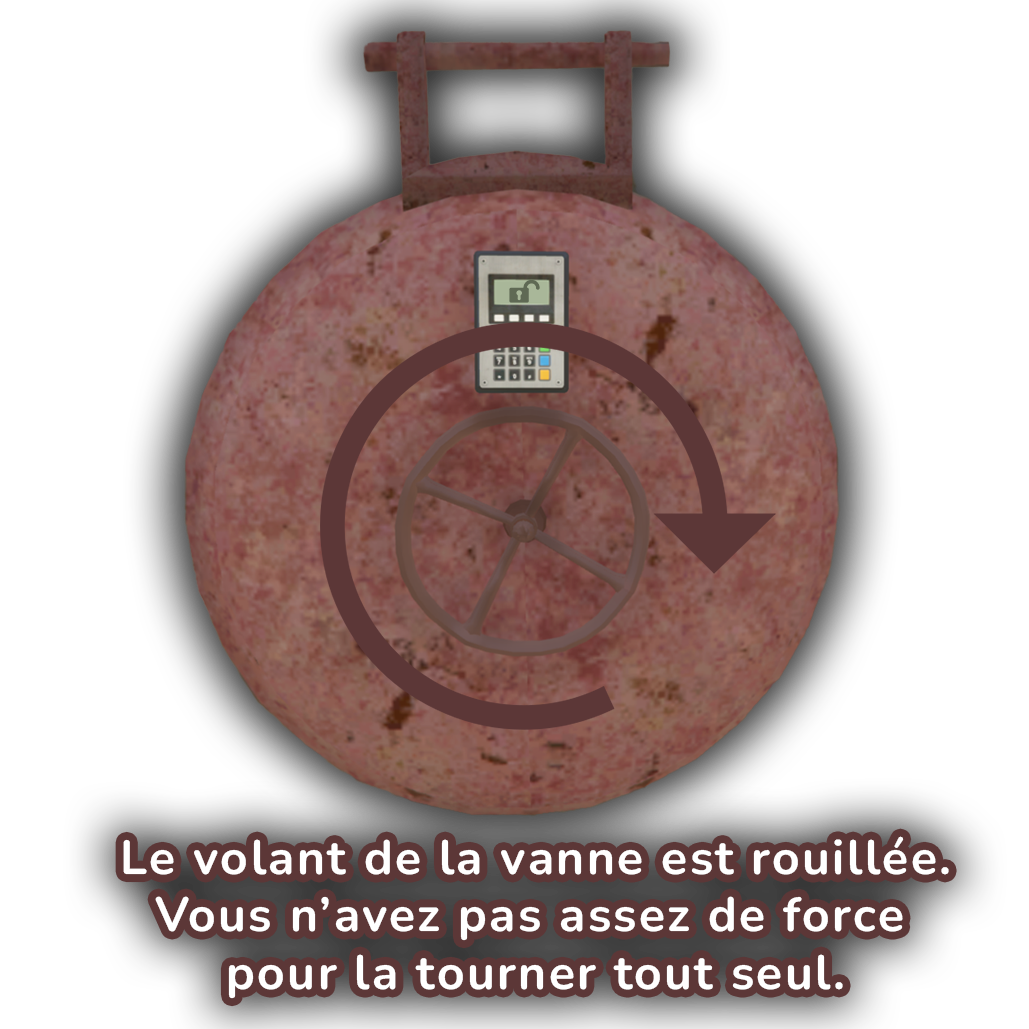 Le volant de la vanne est rouillée.
Vous n’avez pas assez de force
pour la tourner tout seul.